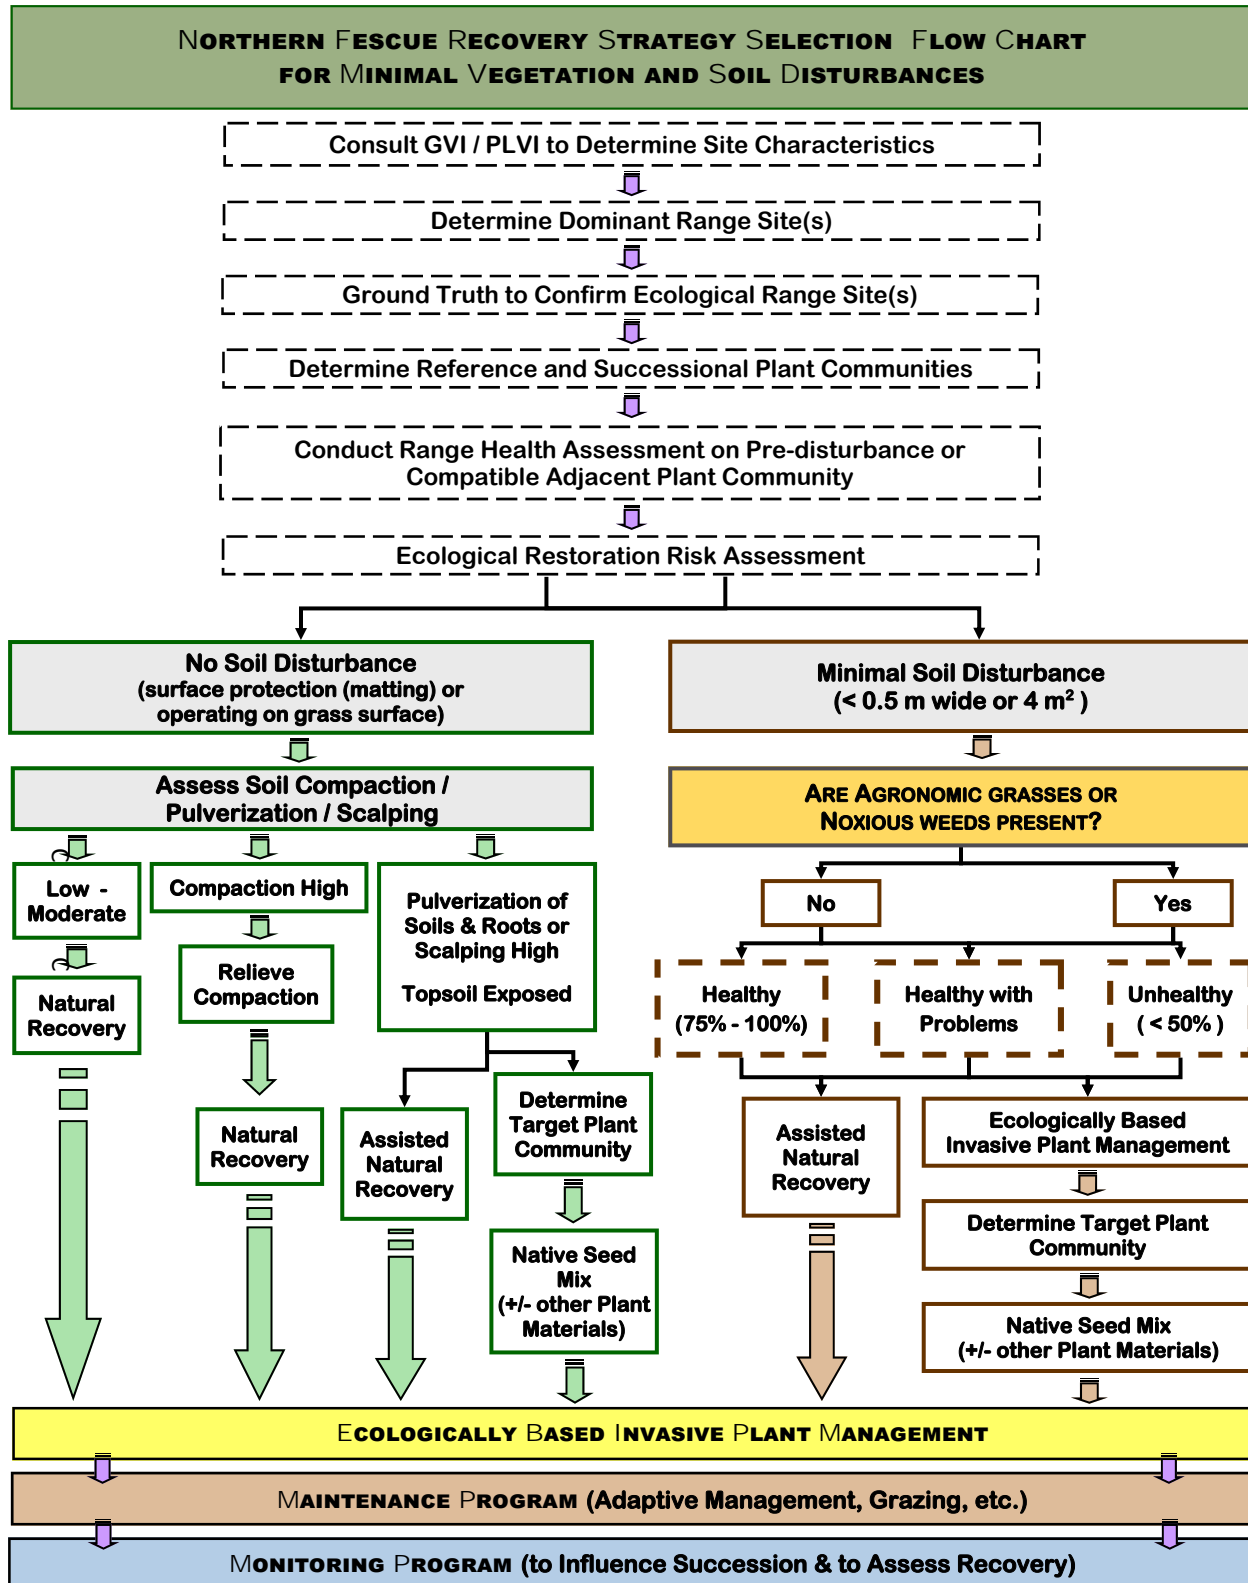 NORTHERN FESCUE RECOVERY STRATEGY SELECTION FLOW CHART
FOR MINIMAL VEGETATION AND SOIL DISTURBANCES
Consult GVI / PLVI to Determine Site Characteristics
Determine Dominant Range Site(s)
Ground Truth to Confirm Ecological Range Site(s)
Determine Reference and Successional Plant Communities
Conduct Range Health Assessment on Pre-disturbance or
Compatible Adjacent Plant Community
Ecological Restoration Risk Assessment
No Soil Disturbance
(surface protection (matting) or
operating on grass surface)
Minimal Soil Disturbance
(< 0.5 m wide or 4 m² )
Assess Soil Compaction /
Pulverization / Scalping
ARE AGRONOMIC GRASSES OR
NOXIOUS WEEDS PRESENT?
Low -
Moderate
Compaction High
Pulverization of
Soils & Roots or
Scalping High
Topsoil Exposed
No
Yes
Natural
Recovery
Relieve
Compaction
Healthy
(75% - 100%)
Healthy with
Problems
Unhealthy
( < 50% )
Natural
Recovery
Assisted
Natural
Recovery
Determine
Target Plant
Community
Native Seed
Mix
(+/- other Plant
Materials)
Assisted
Natural
Recovery
Ecologically Based
Invasive Plant Management
Determine Target Plant
Community
Native Seed Mix
(+/- other Plant Materials)
ECOLOGICALLY BASED INVASIVE PLANT MANAGEMENT
MAINTENANCE PROGRAM (Adaptive Management, Grazing, etc.)
MONITORING PROGRAM (to Influence Succession & to Assess Recovery)